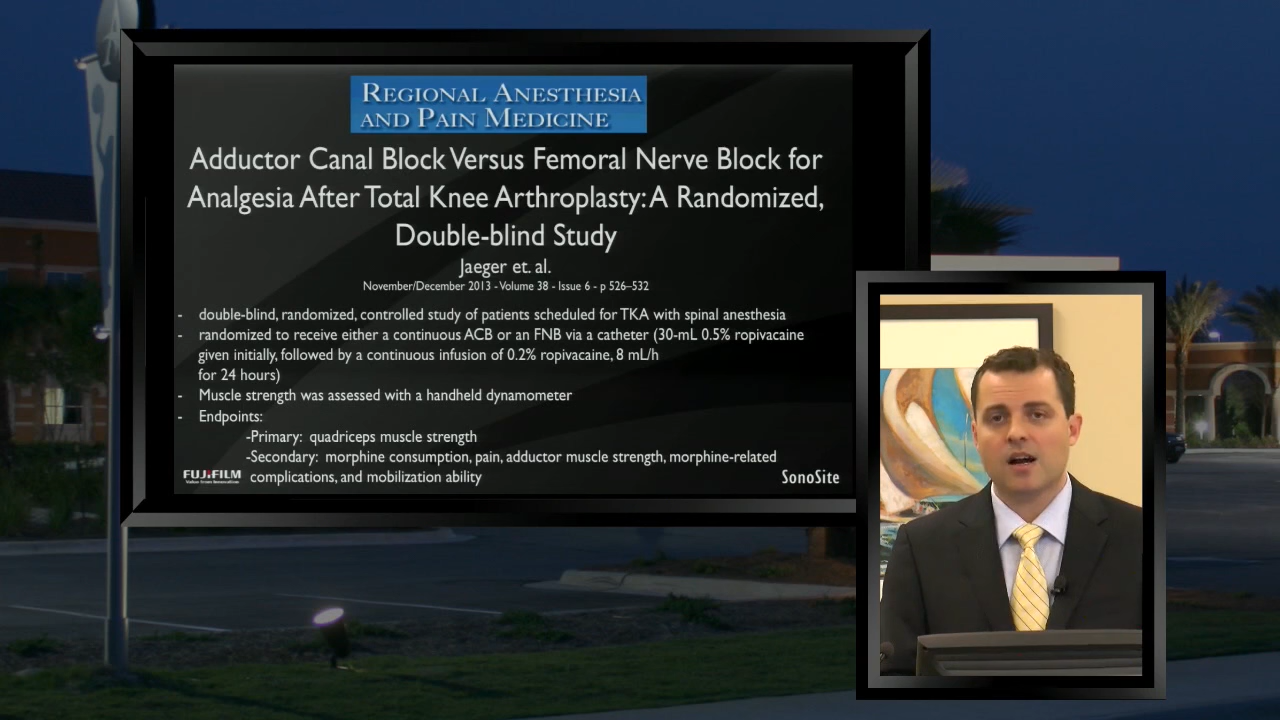 REGIONAL ANESTHESIA
AND PAIN MEDICINE
Adductor Canal Block Versus Femoral Nerve Block for
Analgesia After Total Knee Arthroplasty: A Randomized,
Double-blind Study
Jaeger et. al.
November/December 2013 - Volume 38 - Issue 6 - p 526–532
- double-blind, randomized, controlled study of patients scheduled for TKA with spinal anesthesia
- randomized to receive either a continuous ACB or an FNB via a catheter (30-mL 0.5% ropivacaine
given initially, followed by a continuous infusion of 0.2% ropivacaine, 8 mL/h
for 24 hours)
- Muscle strength was assessed with a handheld dynamometer
- Endpoints:
-Primary: quadriceps muscle strength
-Secondary: morphine consumption, pain, adductor muscle strength, morphine-related
complications, and mobilization ability
FUJIFILM
Value from Innovation
SonoSite